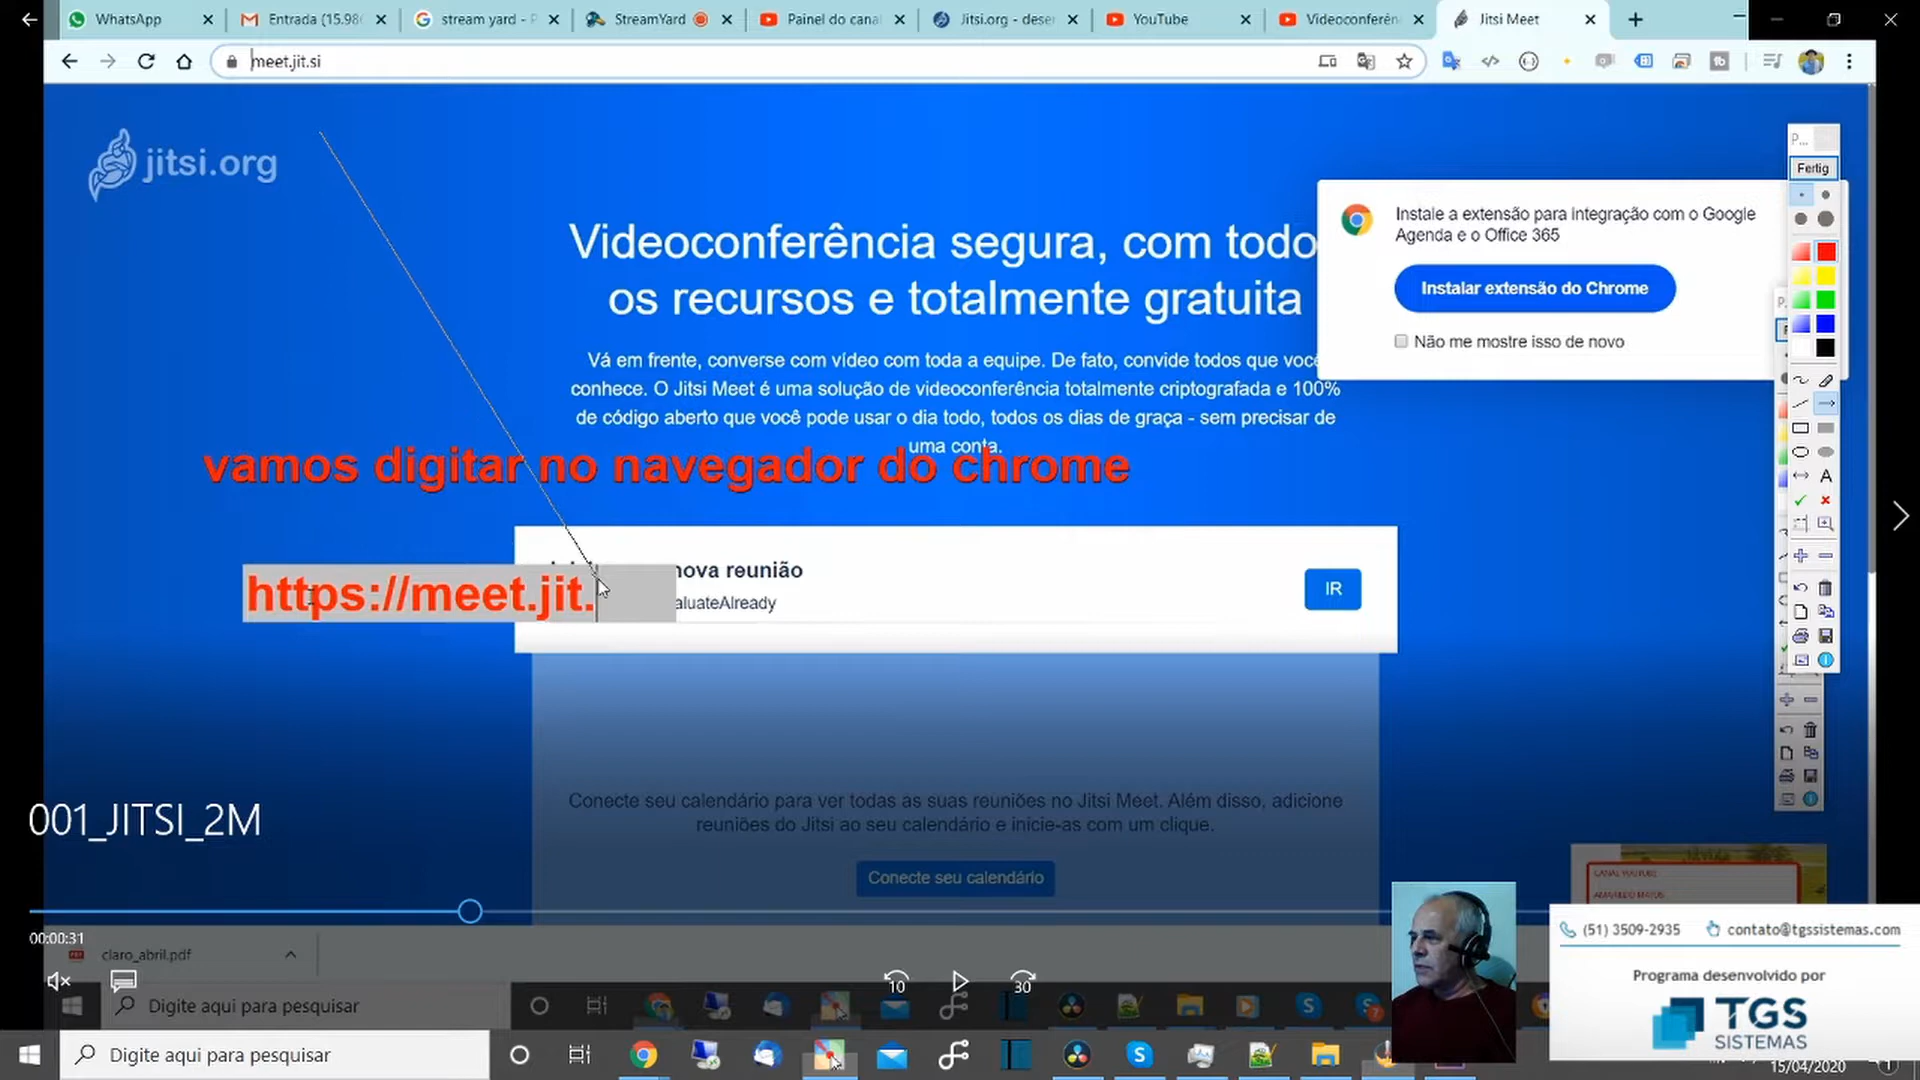 WhatsApp
Entrada (15.98
stream yard - P
StreamYard
Painel do cana
Jitsi.org - dese
YouTube
Videoconferên
Jitsi Meet
meet.jit.si
jitsi.org
P...
Fertig
Instale a extensão para integração com o Google
Agenda e o Office 365
Instalar extensão do Chrome
Não me mostre isso de novo
Videoconferência segura, com todo
os recursos e totalmente gratuita
Vá em frente, converse com vídeo com toda a equipe. De fato, convide todos que você
conhece. O Jitsi Meet é uma solução de videoconferência totalmente criptografada e 100%
de código aberto que você pode usar o dia todo, todos os dias de graça - sem precisar de
uma conta.
vamos digitar no navegador do chrome
nova reunião
https://meet.jit.
aluateAlready
IR
Conecte seu calendário para ver todas as suas reuniões no Jitsi Meet. Além disso, adicione
reuniões do Jitsi ao seu calendário e inicie-as com um clique.
Conecte seu calendário
001_JITSI_2M
00:00:31
claro_abril.pdf
10
30
CANAL YOUTUBE
(51) 3509-2935
contato@tgssistemas.com
Programa desenvolvido por
TGS
SISTEMAS
Digite aqui para pesquisar
Digite aqui para pesquisar
15/04/2020